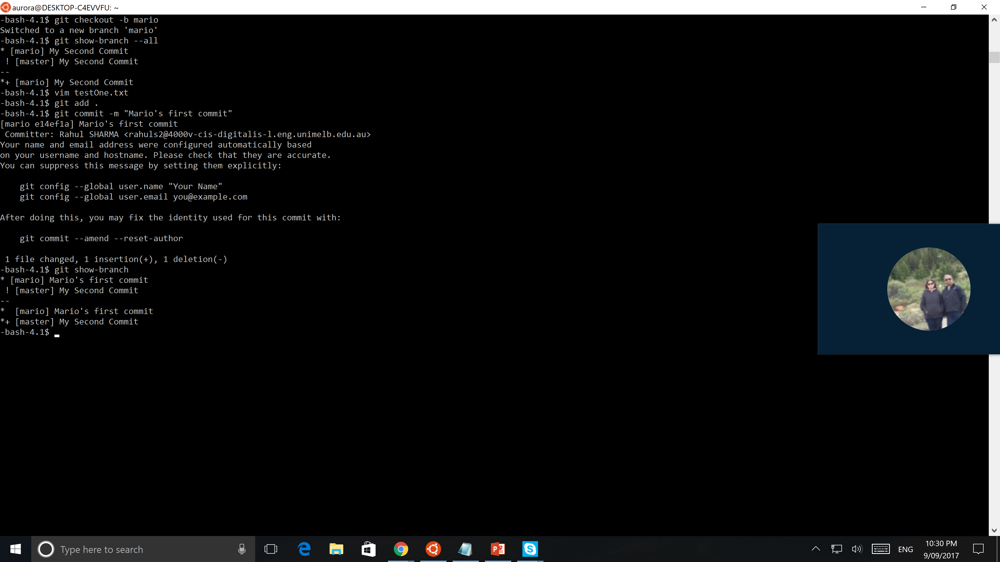 aurora@DESKTOP-C4EVVFU: ~
-bash-4.1$ git checkout -b mario
Switched to a new branch 'mario'
-bash-4.1$ git show-branch --all
* [mario] My Second Commit
 ! [master] My Second Commit
--
*+ [mario] My Second Commit
-bash-4.1$ vim testOne.txt
-bash-4.1$ git add .
-bash-4.1$ git commit -m "Mario's first commit"
[mario e14ef1a] Mario's first commit
 Committer: Rahul SHARMA <rahuls2@4000v-cis-digitalis-l.eng.unimelb.edu.au>
Your name and email address were configured automatically based
on your username and hostname. Please check that they are accurate.
You can suppress this message by setting them explicitly:
    git config --global user.name "Your Name"
    git config --global user.email you@example.com
After doing this, you may fix the identity used for this commit with:
    git commit --amend --reset-author
 1 file changed, 1 insertion(+), 1 deletion(-)
-bash-4.1$ git show-branch
* [mario] Mario's first commit
 ! [master] My Second Commit
--
*  [mario] Mario's first commit
*+ [master] My Second Commit
-bash-4.1$
Type here to search
ENG
10:30 PM
9/09/2017